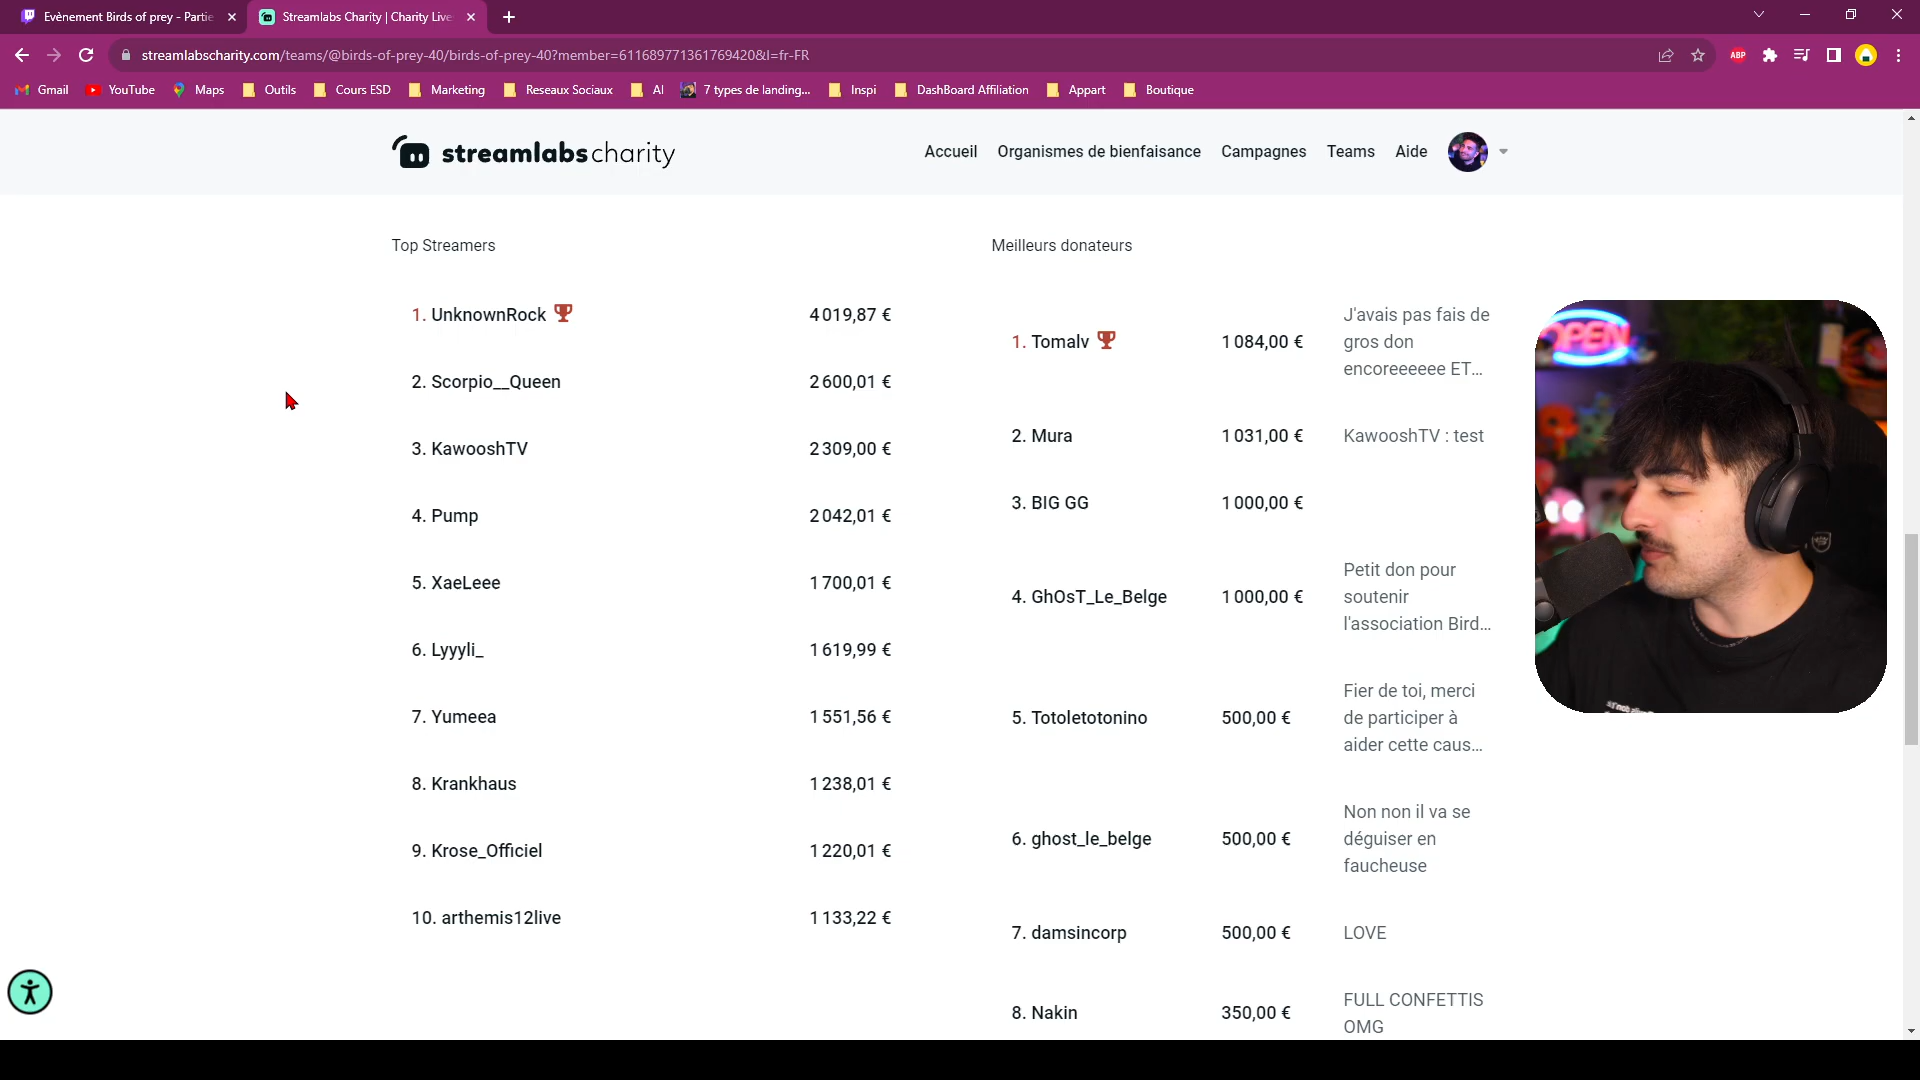 Evènement Birds of prey - Partie
Streamlabs Charity | Charity Live
streamlabscharity.com/teams/@birds-of-prey-40/birds-of-prey-40?member=611689771361769420&l=fr-FR
ABP
Gmail
YouTube
Maps
Outils
Cours ESD
Marketing
Reseaux Sociaux
AI
7 types de landing...
Inspi
DashBoard Affiliation
Appart
Boutique
streamlabs charity
Accueil
Organismes de bienfaisance
Campagnes
Teams
Aide
Top Streamers
1. UnknownRock 4 019,87 €
2. Scorpio__Queen 2 600,01 €
3. KawooshTV 2 309,00 €
4. Pump 2 042,01 €
5. XaeLeee 1 700,01 €
6. Lyyyli_ 1 619,99 €
7. Yumeea 1 551,56 €
8. Krankhaus 1 238,01 €
9. Krose_Officiel 1 220,01 €
10. arthemis12live 1 133,22 €
Meilleurs donateurs
1. Tomalv 1 084,00 €
J'avais pas fais de
gros don
encoreeeeee ET...
2. Mura 1 031,00 € KawooshTV : test
3. BIG GG 1 000,00 €
4. GhOsT_Le_Belge 1 000,00 €
Petit don pour
soutenir
l'association Bird...
5. Totoletotonino 500,00 €
Fier de toi, merci
de participer à
aider cette caus...
6. ghost_le_belge 500,00 €
Non non il va se
déguiser en
faucheuse
7. damsincorp 500,00 € LOVE
8. Nakin 350,00 €
FULL CONFETTIS
OMG
OPEN